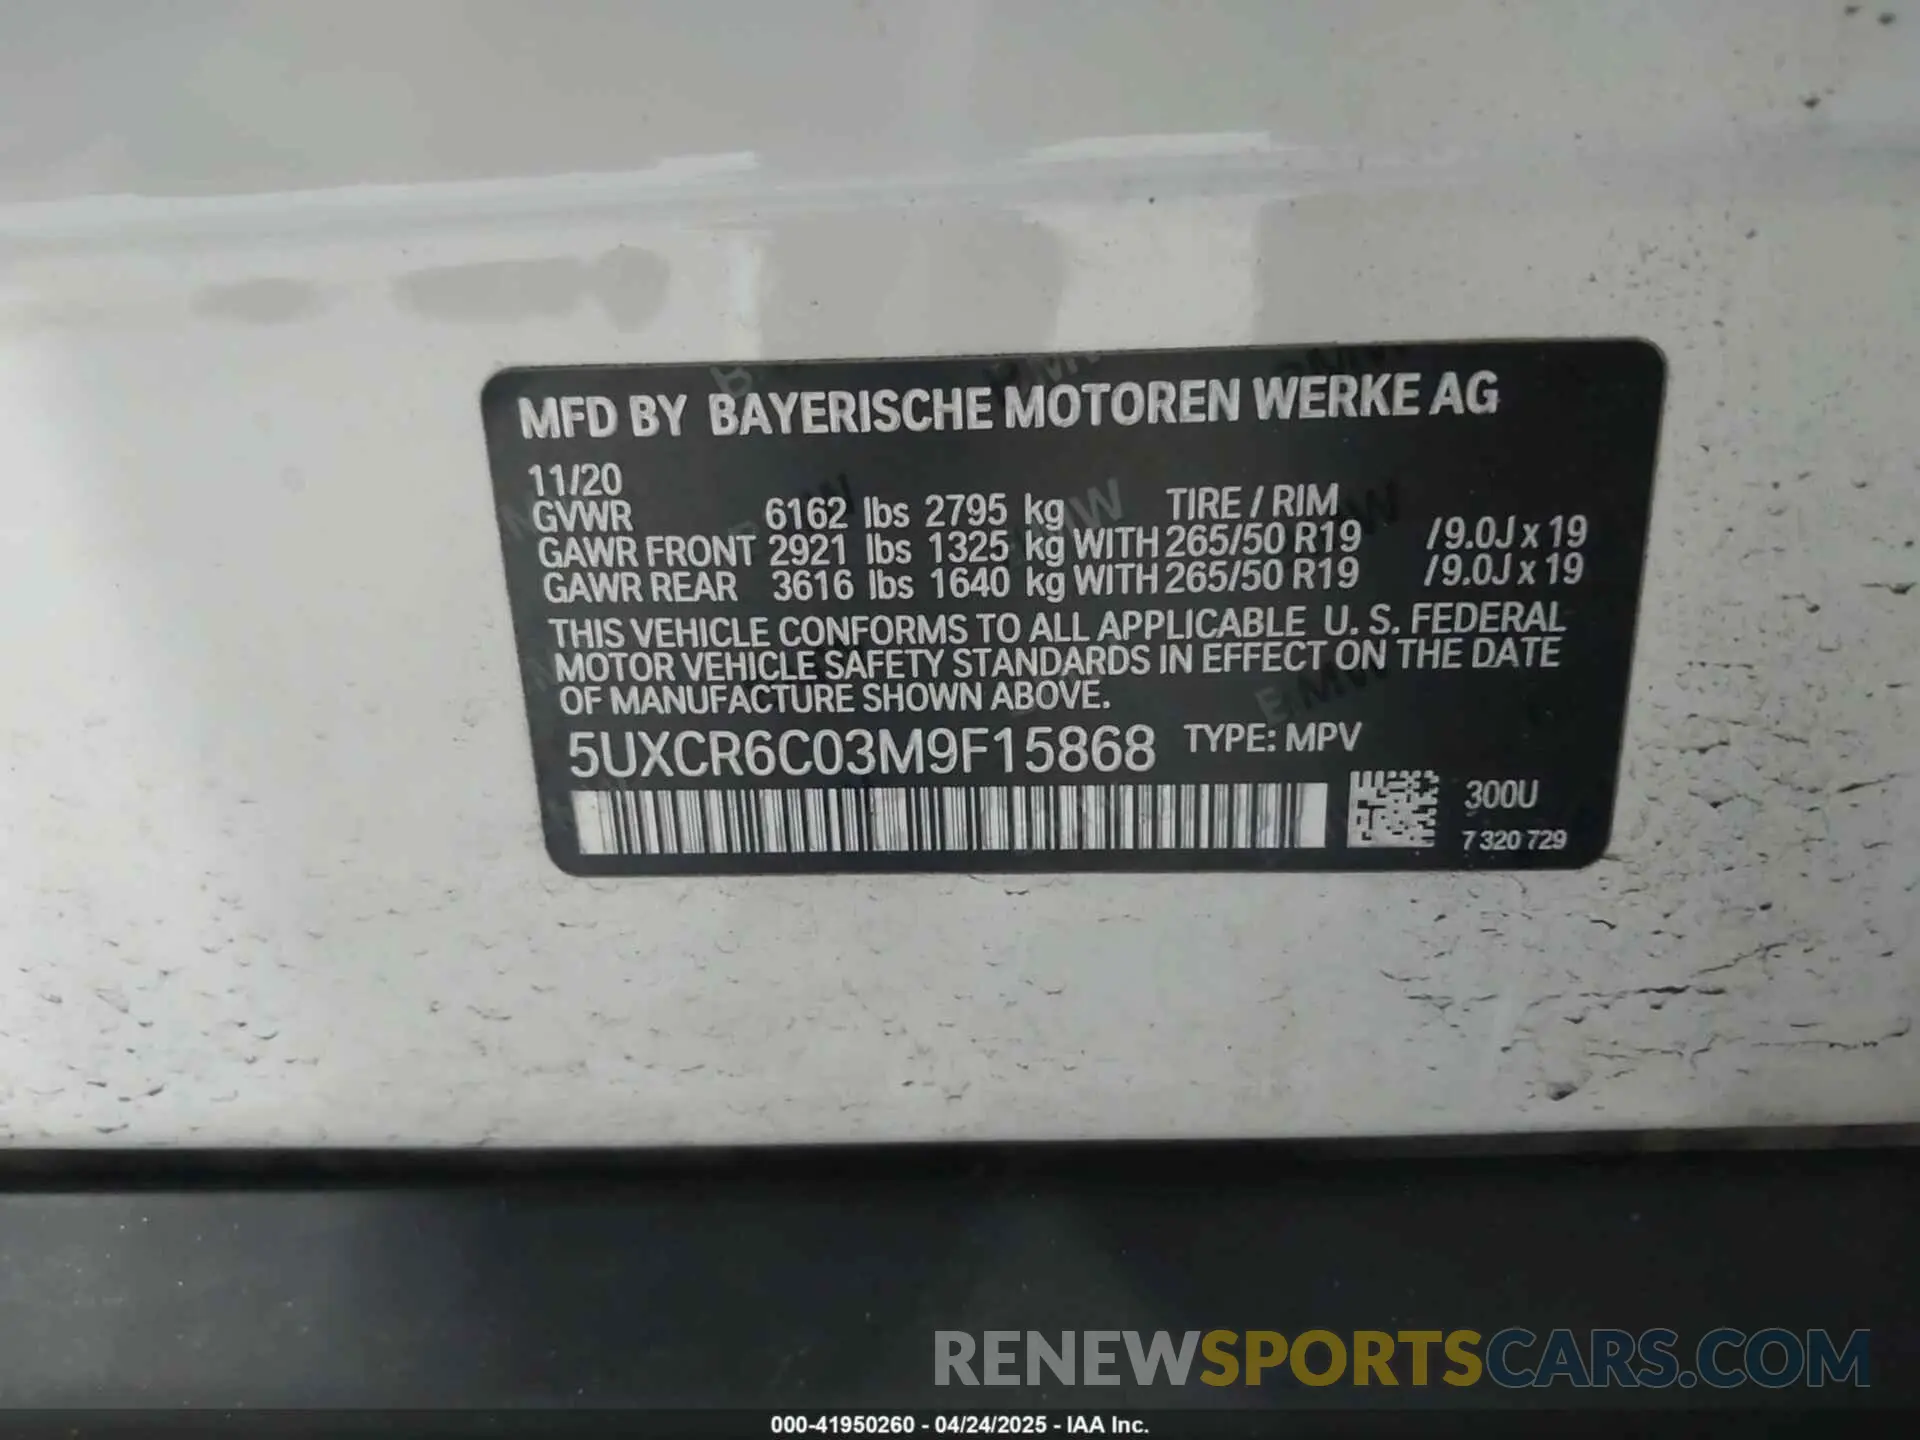 MFD BY BAYERISCHE MOTOREN WERKE AG
11/20
GVWR 6162 lbs 2795 kg TIRE / RIM
GAWR FRONT 2921 lbs 1325 kg WITH 265/50 R19 /9.0J x 19
GAWR REAR 3616 lbs 1640 kg WITH 265/50 R19 /9.0J x 19
THIS VEHICLE CONFORMS TO ALL APPLICABLE U. S. FEDERAL
MOTOR VEHICLE SAFETY STANDARDS IN EFFECT ON THE DATE
OF MANUFACTURE SHOWN ABOVE.
5UXCR6C03M9F15868 TYPE: MPV
300U
7 320 729
RENEWSPORTSCARS.COM
000-41950260 - 04/24/2025 - IAA Inc.